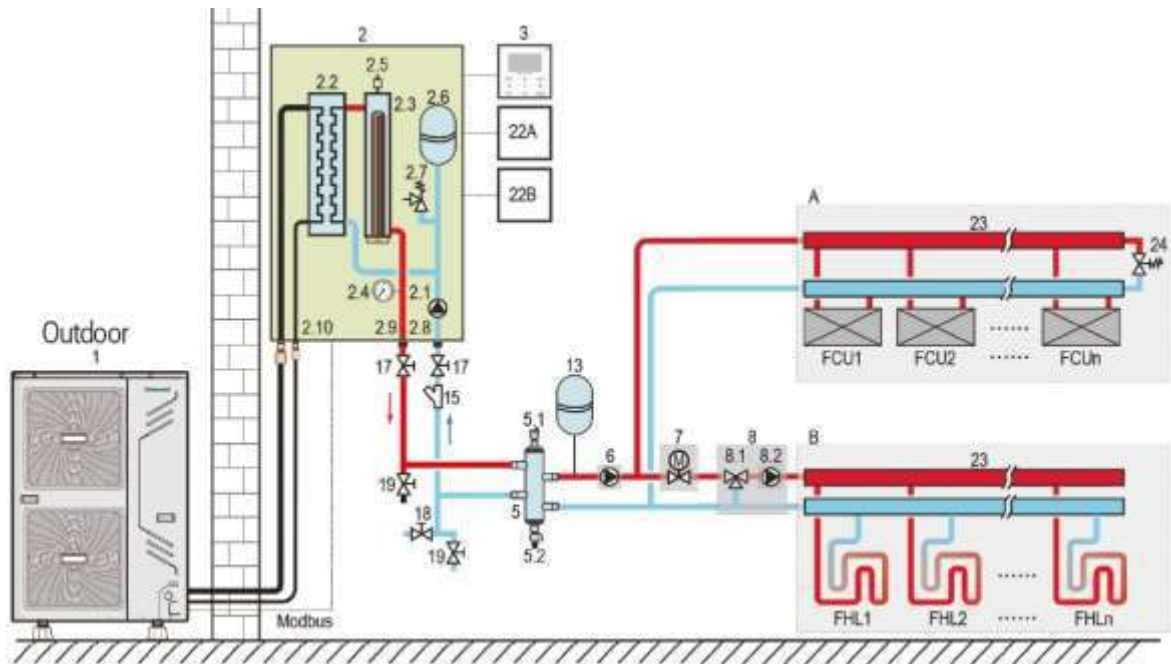 2
3
2.5
2.2
2.3
2.6
22A
2.7
22B
A
23
24
2.4
2.1
Outdoor
1
2.10
2.9
2.8
FCU1
FCU2
......
FCUn
17
17
13
15
B
5.1
6
7
8
M
8.1
8.2
23
19
5
18
19
5.2
......
Modbus
FHL1
FHL2
......
FHLn